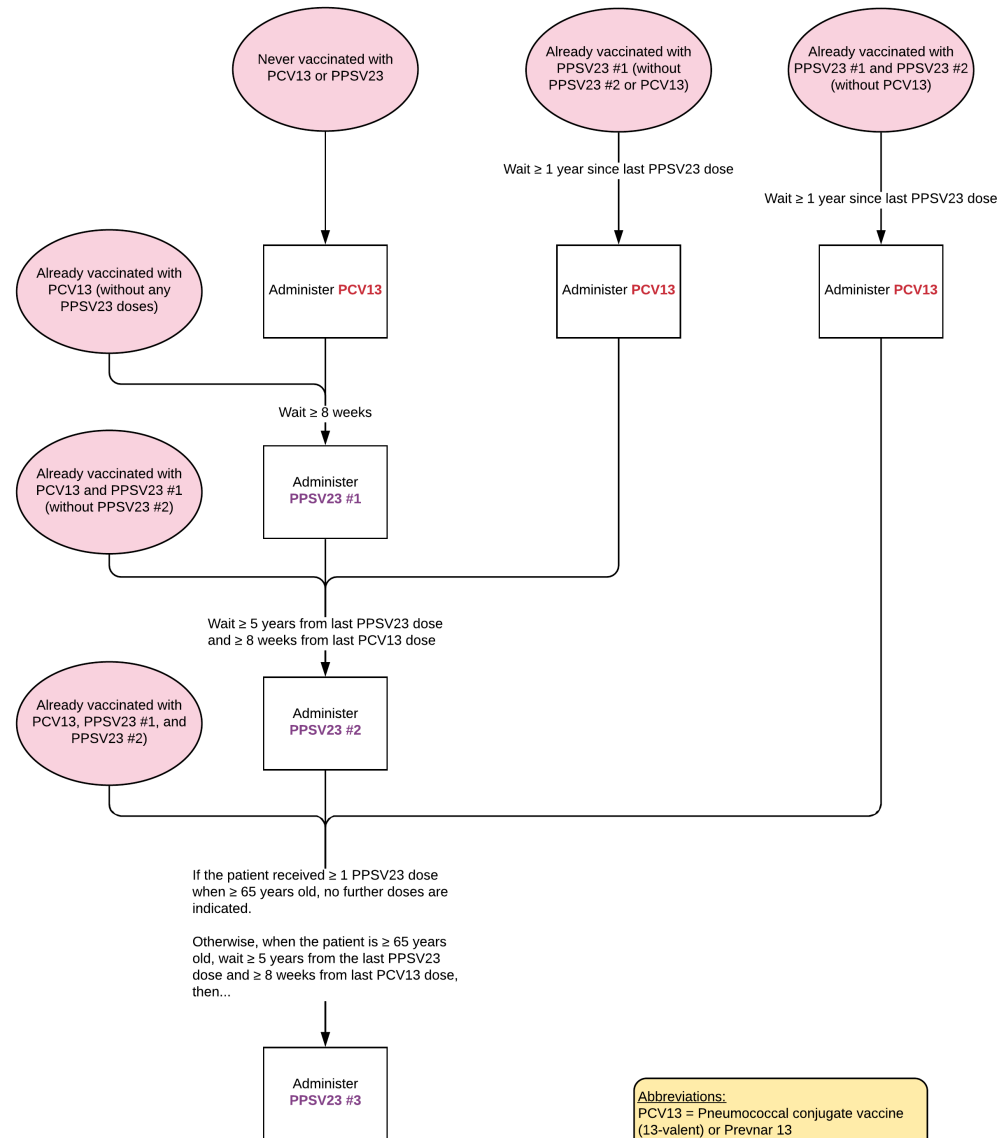 Never vaccinated with
PCV13 or PPSV23
Already vaccinated with
PPSV23 #1 (without
PPSV23 #2 or PCV13)
Already vaccinated with
PPSV23 #1 and PPSV23 #2
(without PCV13)
Wait ≥ 1 year since last PPSV23 dose
Wait ≥ 1 year since last PPSV23 dose
Already vaccinated with
PCV13 (without any
PPSV23 doses)
Administer PCV13
Administer PCV13
Administer PCV13
Wait ≥ 8 weeks
Already vaccinated with
PCV13 and PPSV23 #1
(without PPSV23 #2)
Administer
PPSV23 #1
Wait ≥ 5 years from last PPSV23 dose
and ≥ 8 weeks from last PCV13 dose
Already vaccinated with
PCV13, PPSV23 #1, and
PPSV23 #2)
Administer
PPSV23 #2
If the patient received ≥ 1 PPSV23 dose
when ≥ 65 years old, no further doses are
indicated.
Otherwise, when the patient is ≥ 65 years
old, wait ≥ 5 years from the last PPSV23
dose and ≥ 8 weeks from last PCV13 dose,
then...
Administer
PPSV23 #3
Abbreviations:
PCV13 = Pneumococcal conjugate vaccine
(13-valent) or Prevnar 13